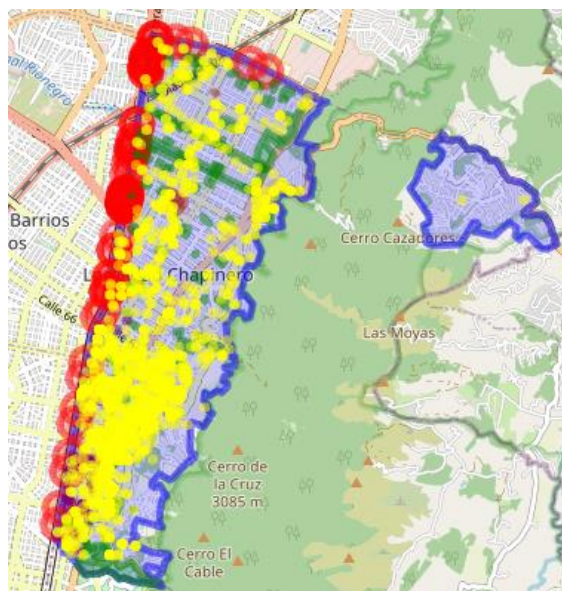 Barrios
os
Cerro Cazadores
Chapinero
Calle 66
Las Moyas
Cerro de
la Cruz
3085 m
Cerro El
Cable